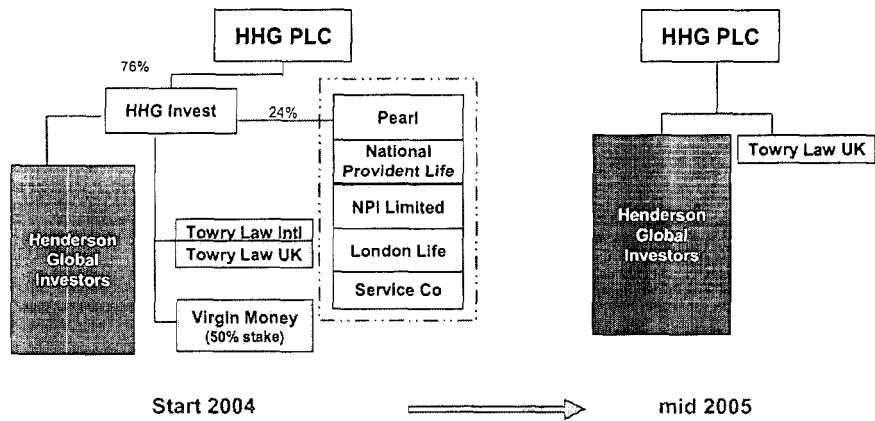 HHG PLC
76%
HHG Invest
24%
Pearl
National
Provident Life
NPI Limited
London Life
Service Co
Henderson
Global
Investors
Towry Law Intl
Towry Law UK
Virgin Money
(50% stake)
Start 2004
HHG PLC
Towry Law UK
Henderson
Global
Investors
mid 2005